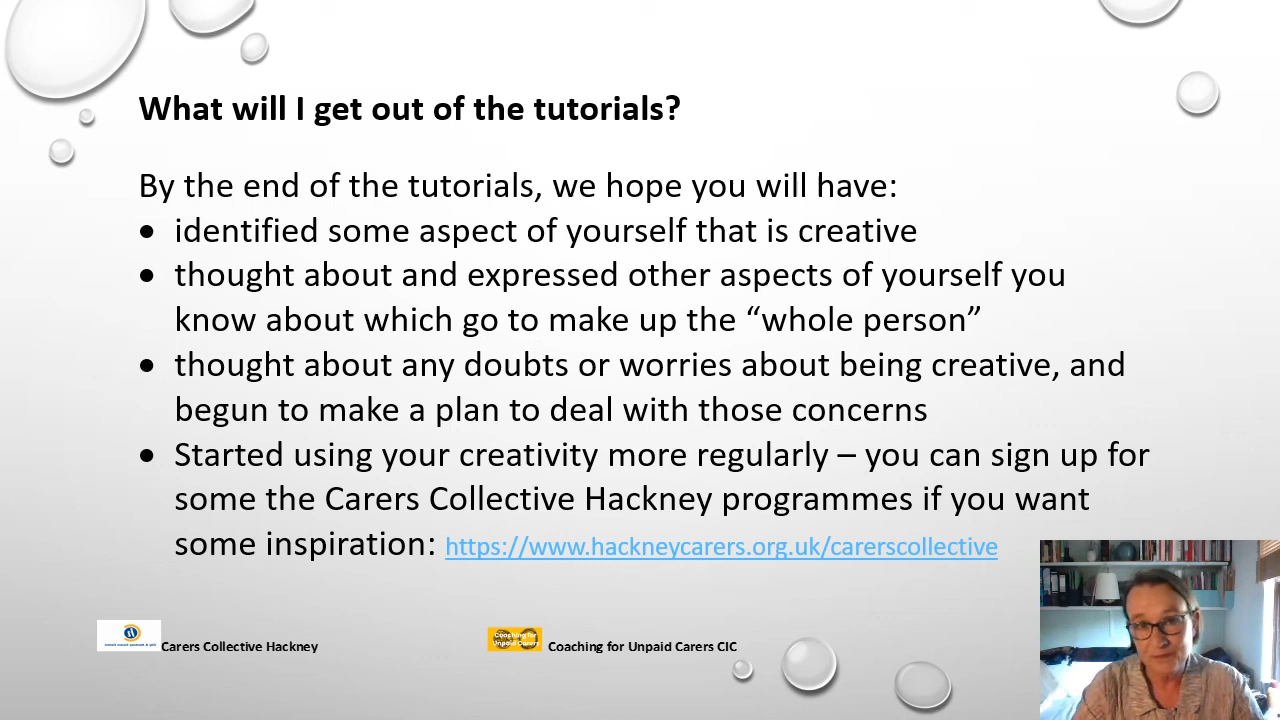 What will I get out of the tutorials?
By the end of the tutorials, we hope you will have:
• identified some aspect of yourself that is creative
• thought about and expressed other aspects of yourself you
know about which go to make up the “whole person”
• thought about any doubts or worries about being creative, and
begun to make a plan to deal with those concerns
• Started using your creativity more regularly – you can sign up for
some the Carers Collective Hackney programmes if you want
some inspiration: https://www.hackneycarers.org.uk/carerscollective
Carers Collective Hackney
Coaching for
Unpaid Carers
Coaching for Unpaid Carers CIC